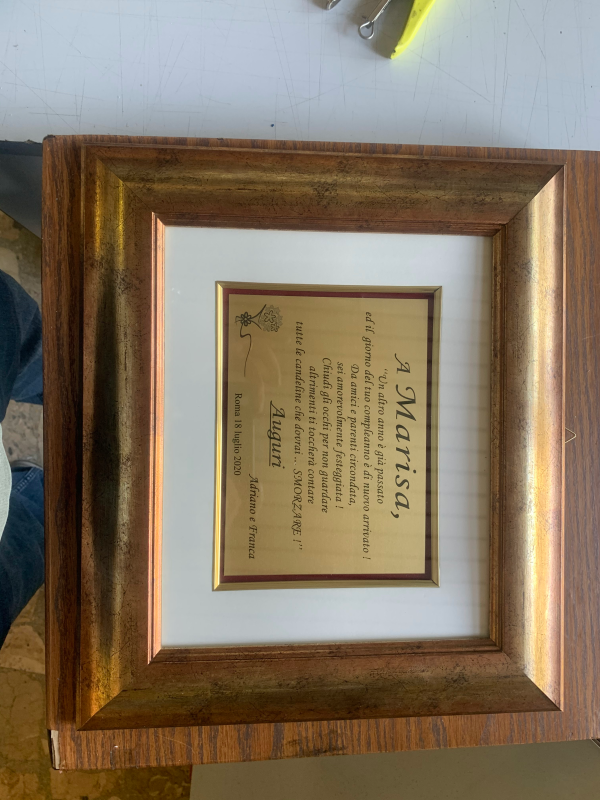 A Marisa,
"Un altro anno è già passato
ed il giorno del tuo compleanno è di nuovo arrivato !
Da amici e parenti circondata,
sei amorevolmente festeggiata !
Chiudi gli occhi per non guardare
altrimenti ti toccherà contare
tutte le candeline che dovrai .. SMORZARE !"
Auguri
Adriano e Franca
Roma 18 luglio 2020